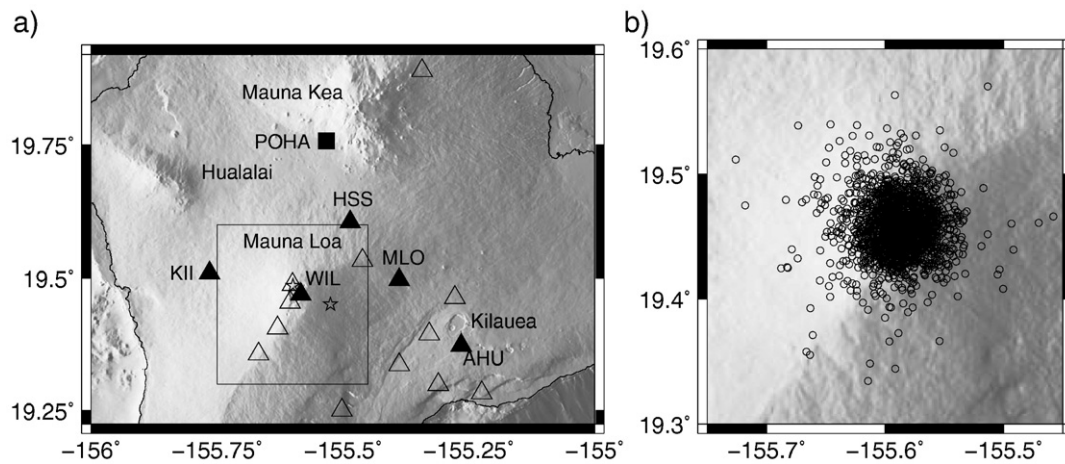 a)
b)
Mauna Kea
POHA
Hualalai
HSS
Mauna Loa
KII
WIL
MLO
Kilauea
AHU
19.75˚
19.5˚
19.25˚
−156˚
−155.75˚
−155.5˚
−155.25˚
−155˚
19.6˚
19.5˚
19.4˚
19.3˚
−155.7˚
−155.6˚
−155.5˚